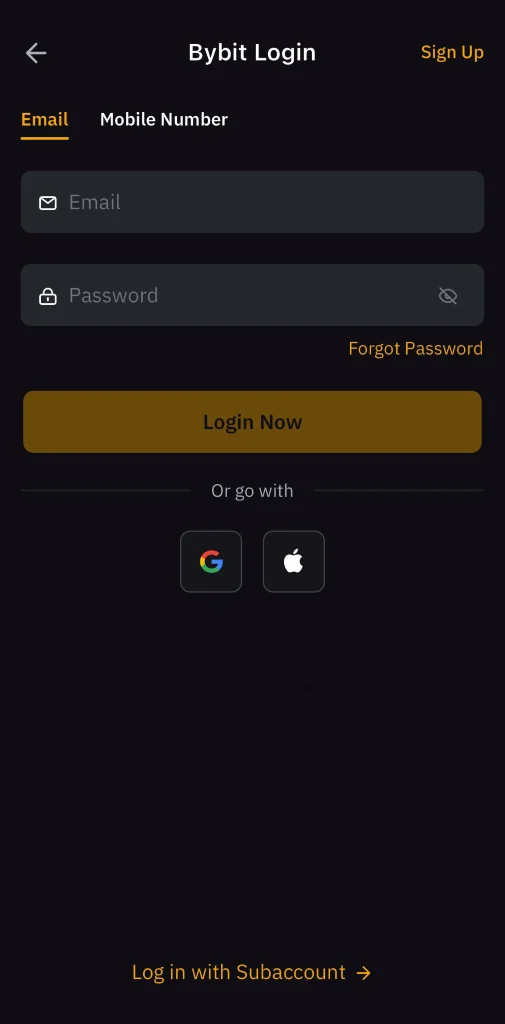 Bybit Login
Sign Up
Email
Mobile Number
Email
Password
Forgot Password
Login Now
Or go with
Log in with Subaccount